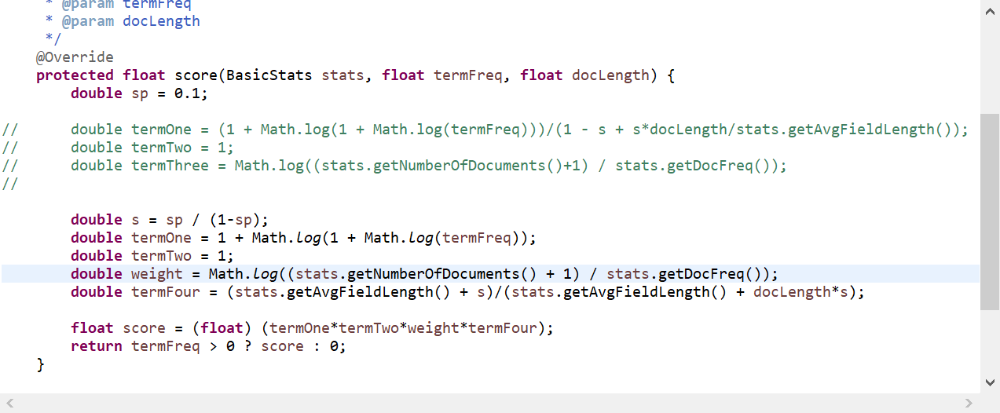 * @param termFreq
* @param docLength
*/
@Override
protected float score(BasicStats stats, float termFreq, float docLength) {
double sp = 0.1;
// double termOne = (1 + Math.log(1 + Math.log(termFreq)))/(1 - s + s*docLength/stats.getAvgFieldLength());
// double termTwo = 1;
// double termThree = Math.log((stats.getNumberOfDocuments()+1) / stats.getDocFreq());
//
double s = sp / (1-sp);
double termOne = 1 + Math.log(1 + Math.log(termFreq));
double termTwo = 1;
double weight = Math.log((stats.getNumberOfDocuments() + 1) / stats.getDocFreq());
double termFour = (stats.getAvgFieldLength() + s)/(stats.getAvgFieldLength() + docLength*s);
float score = (float) (termOne*termTwo*weight*termFour);
return termFreq > 0 ? score : 0;
}